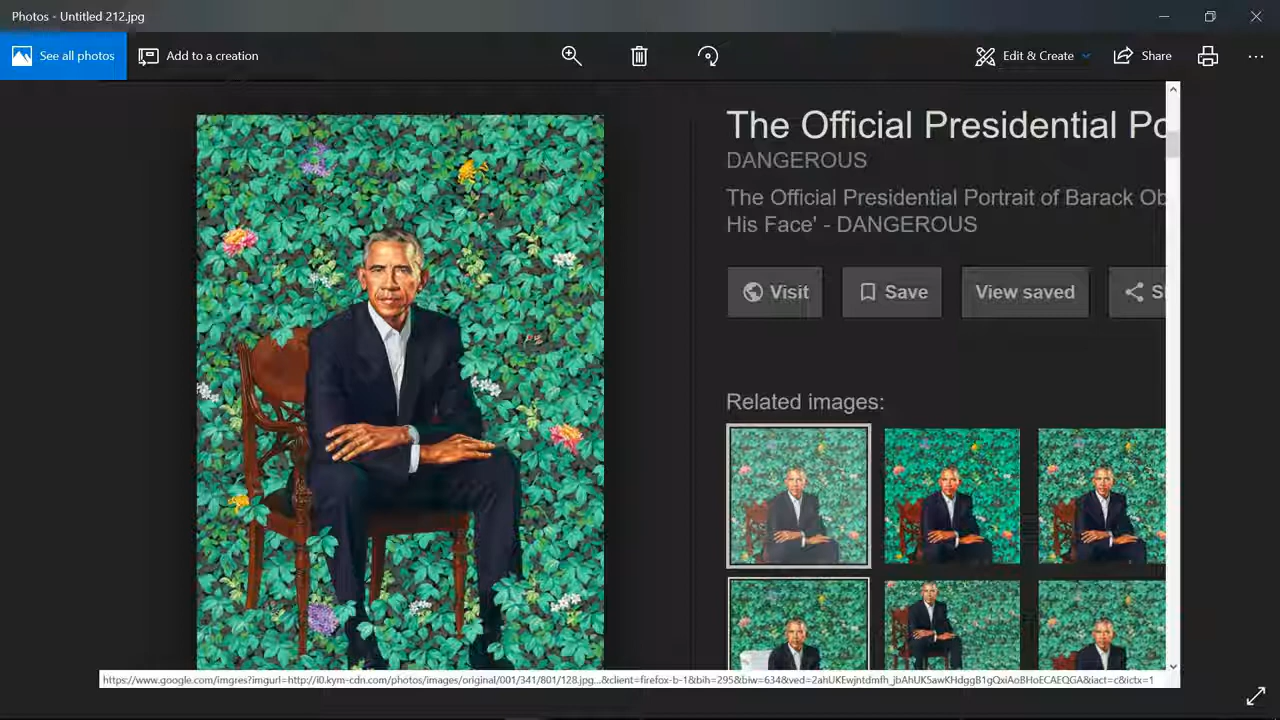 Photos - Untitled 212.jpg
See all photos
Add to a creation
Edit & Create
Share
The Official Presidential Po
DANGEROUS
The Official Presidential Portrait of Barack Ob
His Face' - DANGEROUS
Visit
Save
View saved
S
Related images:
https://www.google.com/imgres?imgurl=http://i0.kym-cdn.com/photos/images/original/001/341/801/128.jpg...&client=firefox-b-1&bih=295&biw=634&ved=2ahUKEwjntdmfh_jbAhUK5awKHdggB1gQxiAoBHoECAEQGA&iact=c&ictx=1